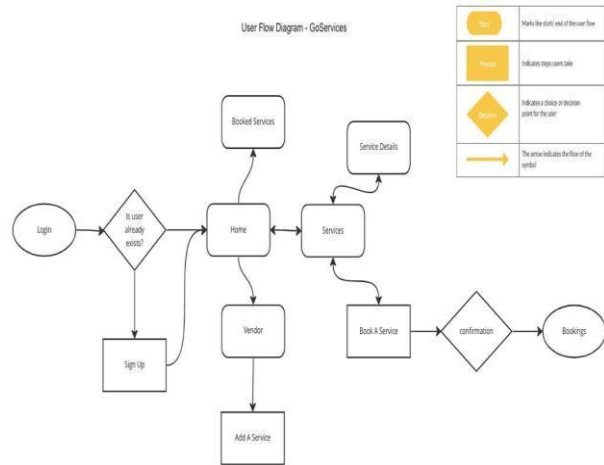 User Flow Diagram - GoServices
Start
Marks the starts/ end of the user flow
Process
Indicates steps users take
Decision
Indicates a choice or decision
point for the user
The arrow indicates the flow of the
symbol
Booked Services
Service Details
Login
Is user
already
exists?
Home
Services
Sign Up
Vendor
Book A Service
confirmation
Bookings
Add A Service